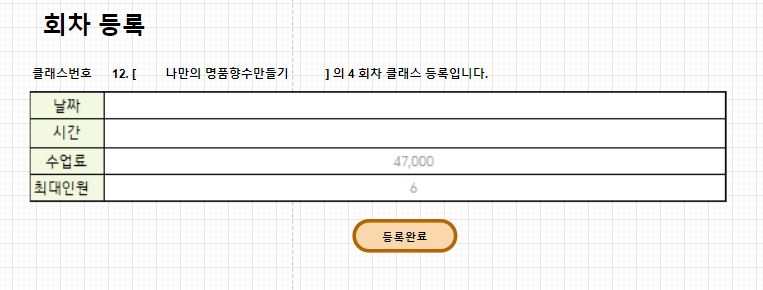 회차 등록
클래스번호 12. [ 나만의 명품향수만들기 ] 의 4 회차 클래스 등록입니다.
날짜
시간
수업료 47,000
최대인원 6
등록완료